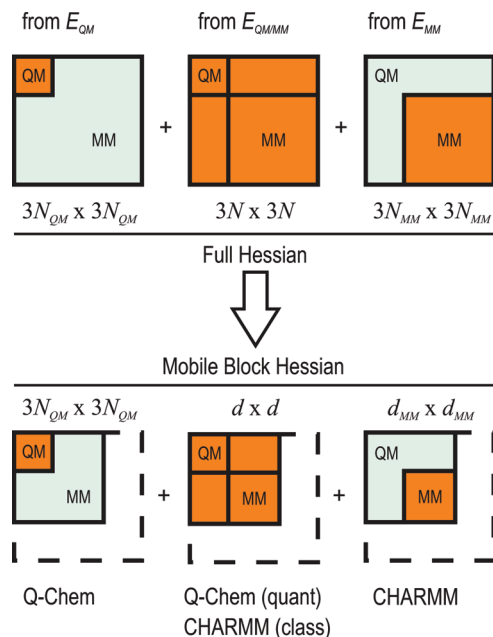 from E_QM from E_QM/MM from E_MM
QM QM QM
+ +
MM MM MM
3N_QM x 3N_QM 3N x 3N 3N_MM x 3N_MM
Full Hessian
Mobile Block Hessian
3N_QM x 3N_QM d x d d_MM x d_MM
QM QM QM
MM MM MM
+ +
Q-Chem Q-Chem (quant) CHARMM
CHARMM (class)